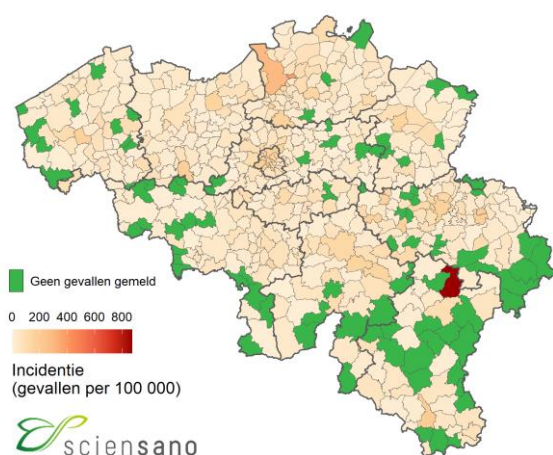 Geen gevallen gemeld
0 200 400 600 800
Incidentie
(gevallen per 100 000)
sciensano